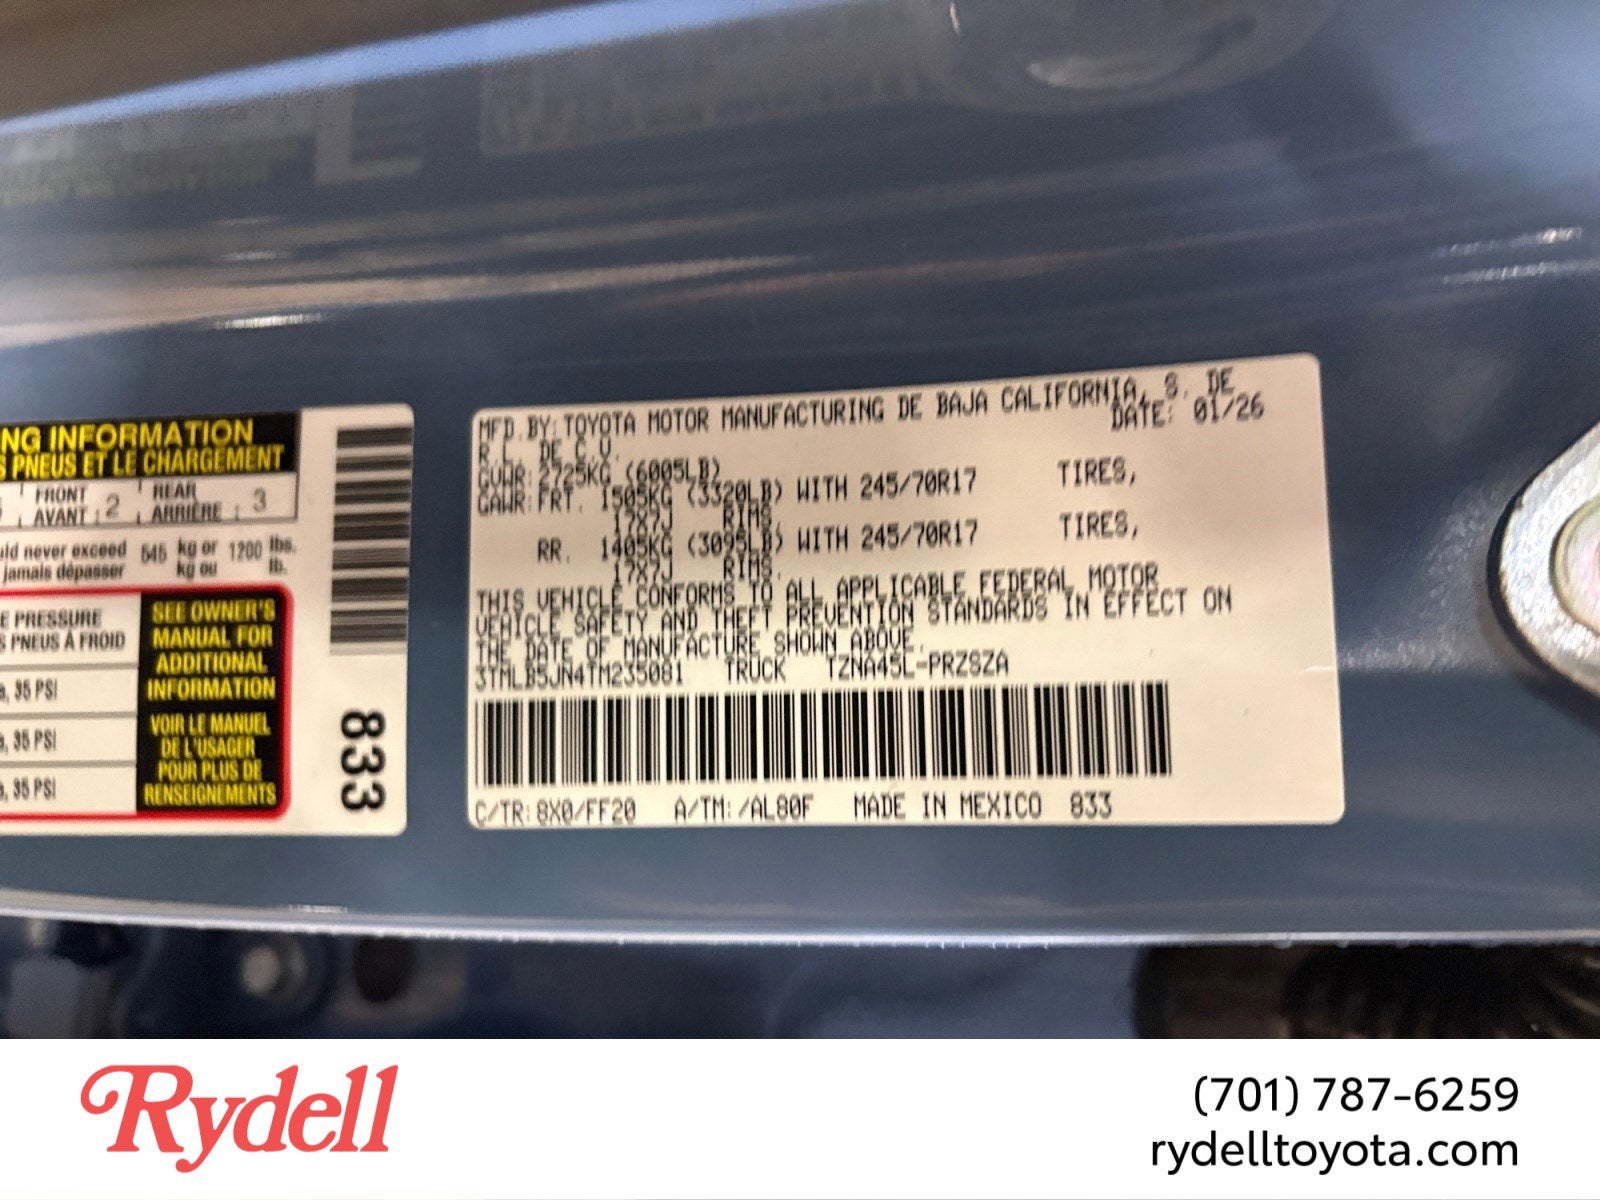 NG INFORMATION
S PNEUS ET LE CHARGEMENT
FRONT 2 REAR 3
AVANT ARRIÈRE
ld never exceed 545 kg or 1200 lbs.
jamais dépasser kg ou lb.
E PRESSURE
S PNEUS À FROID
, 35 PSI
, 35 PSI
, 35 PSI
SEE OWNER'S
MANUAL FOR
ADDITIONAL
INFORMATION
VOIR LE MANUEL
DE L'USAGER
POUR PLUS DE
RENSEIGNEMENTS
833
MFD.BY:TOYOTA MOTOR MANUFACTURING DE BAJA CALIFORNIA, S. DE
R.L. DE C.V. DATE: 01/26
GVWR: 2725KG (6005LB)
GAWR:FRT. 1505KG (3320LB) WITH 245/70R17 TIRES,
17X7J RIMS.
RR. 1405KG (3095LB) WITH 245/70R17 TIRES,
17X7J RIMS.
THIS VEHICLE CONFORMS TO ALL APPLICABLE FEDERAL MOTOR
VEHICLE SAFETY AND THEFT PREVENTION STANDARDS IN EFFECT ON
THE DATE OF MANUFACTURE SHOWN ABOVE.
3TMLB5JN4TM235081 TRUCK TZNA45L-PRZSZA
C/TR:8X0/FF20 A/TM:/AL80F MADE IN MEXICO 833
Rydell
(701) 787-6259
rydelltoyota.com